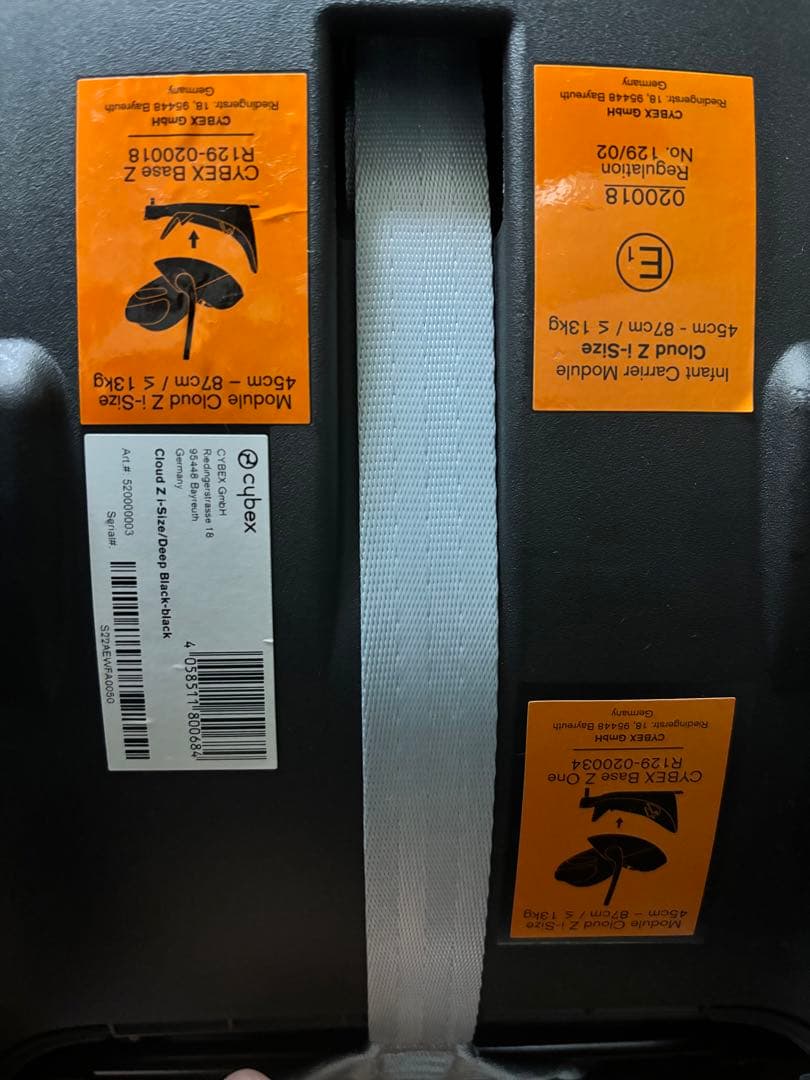 Module Cloud Z i-Size
45cm – 87cm / ≤ 13kg
CYBEX Base Z
R129-020018
CYBEX GmbH
Riedingerstr. 18, 95448 Bayreuth
Germany
Infant Carrier Module
Cloud Z i-Size
45cm - 87cm / ≤ 13kg
E1
020018
Regulation
No. 129/02
CYBEX GmbH
Riedingerstr. 18, 95448 Bayreuth
Germany
cybex
CYBEX GmbH
Riedingerstrasse 18
95448 Bayreuth
Germany
Cloud Z i-Size/Deep Black-black
Art.#: 520000003
Serial#:
S22AEWFA0050
4 058511 800684
Module Cloud Z i-Size
45cm – 87cm / ≤ 13kg
CYBEX Base Z One
R129-020034
CYBEX GmbH
Riedingerstr. 18, 95448 Bayreuth
Germany